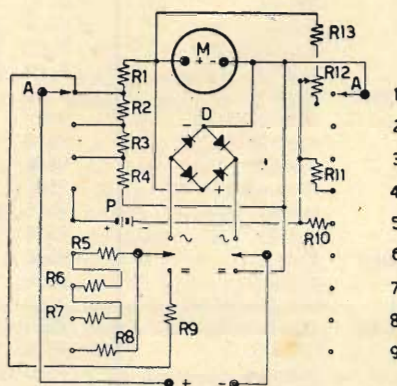 M
+ -
R13
R1
R12
A
A
1
R2
2
D
-
R3
3
R4
R11
+
4
P
+ -
5
R10
R5
~ ~
6
R6
= =
7
R7
R8
R9
8
9
+ -